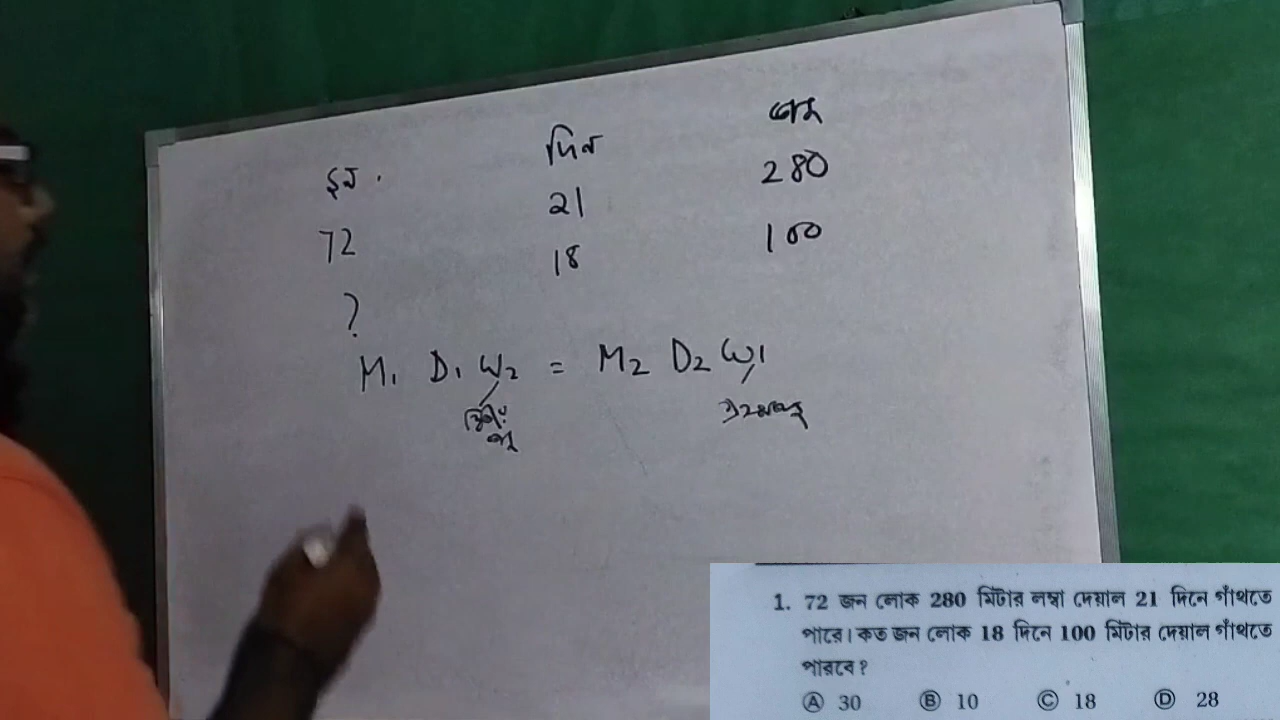 জন. দিন কাজ
72 21 280
? 18 100
M₁ D₁ W₂ = M₂ D₂ W₁
1. 72 জন লোক 280 মিটার লম্বা দেয়াল 21 দিনে গাঁথতে
পারে। কত জন লোক 18 দিনে 100 মিটার দেয়াল গাঁথতে
পারবে?
Ⓐ 30 Ⓑ 10 Ⓒ 18 Ⓓ 28